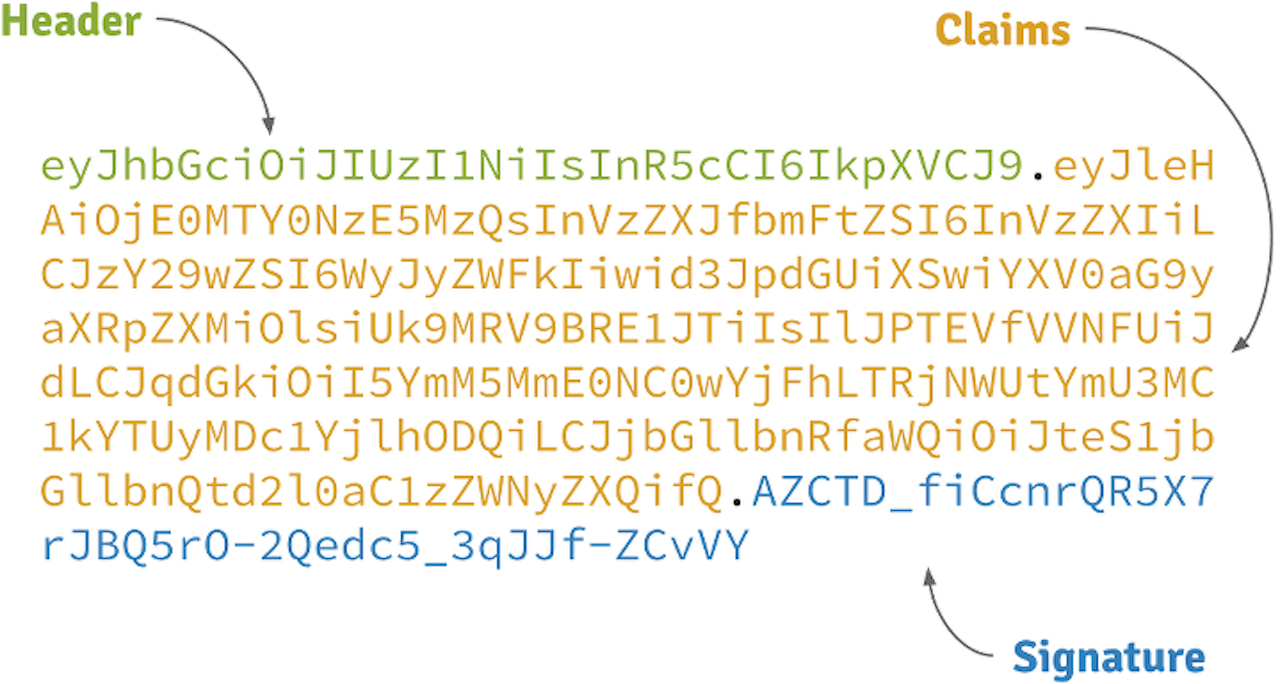 Header
Claims
eyJhbGciOiJIUzI1NiIsInR5cCI6IkpXVCJ9.eyJleH
AiOjE0MTY0NzE5MzQsInVzZXJfbmFtZSI6InVzZXIiL
CJzY29wZSI6WyJyZWFkIiwid3JpdGUiXSwiYXV0aG9y
aXRpZXMiOlsiUk9MRV9BRE1JTiIsIlJPTEVfVVNFUiJ
dLCJqdGkiOiI5YmM5MmE0NC0wYjFhLTRjNWUtYmU3MC
1kYTUyMDc1YjlhODQiLCJjbGllbnRfaWQiOiJteS1jb
GllbnQtd2l0aC1zZWNyZXQifQ.AZCTD_fiCcnrQR5X7
rJBQ5rO-2Qedc5_3qJJf-ZCvVY
Signature